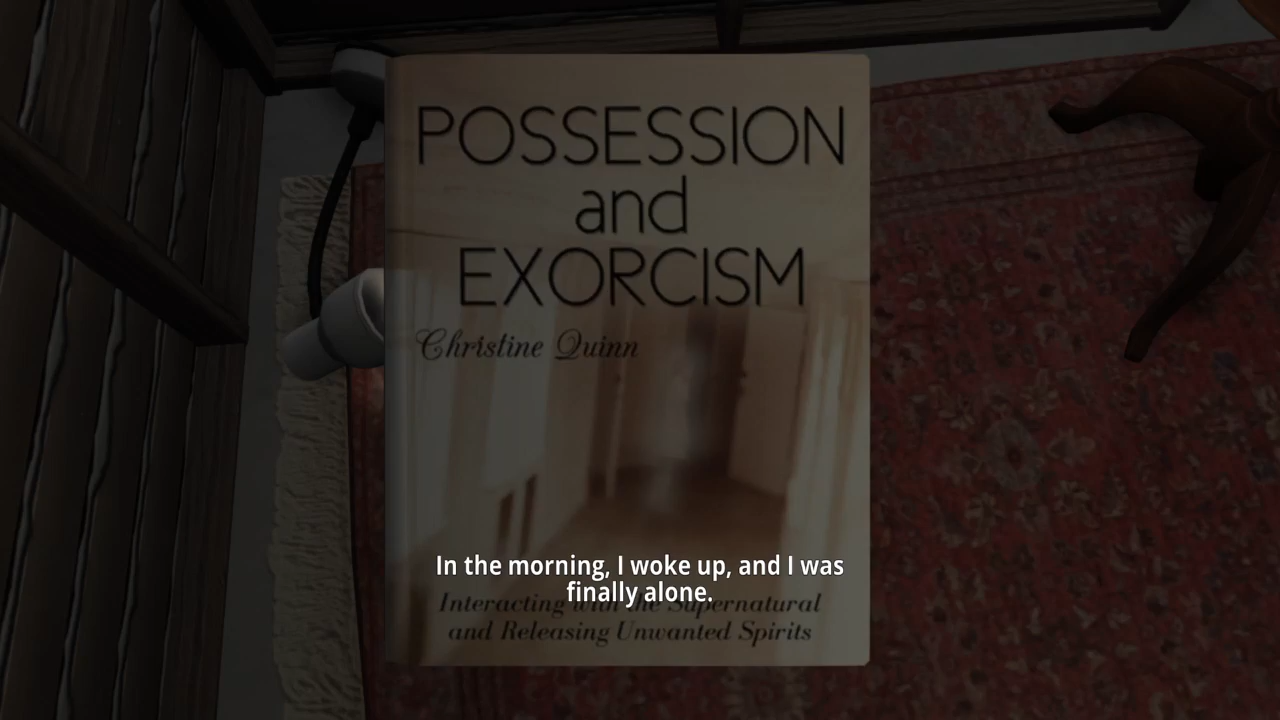 POSSESSION
and
EXORCISM
Christine Quinn
In the morning, I woke up, and I was
finally alone.
Interacting with the Supernatural
and Releasing Unwanted Spirits